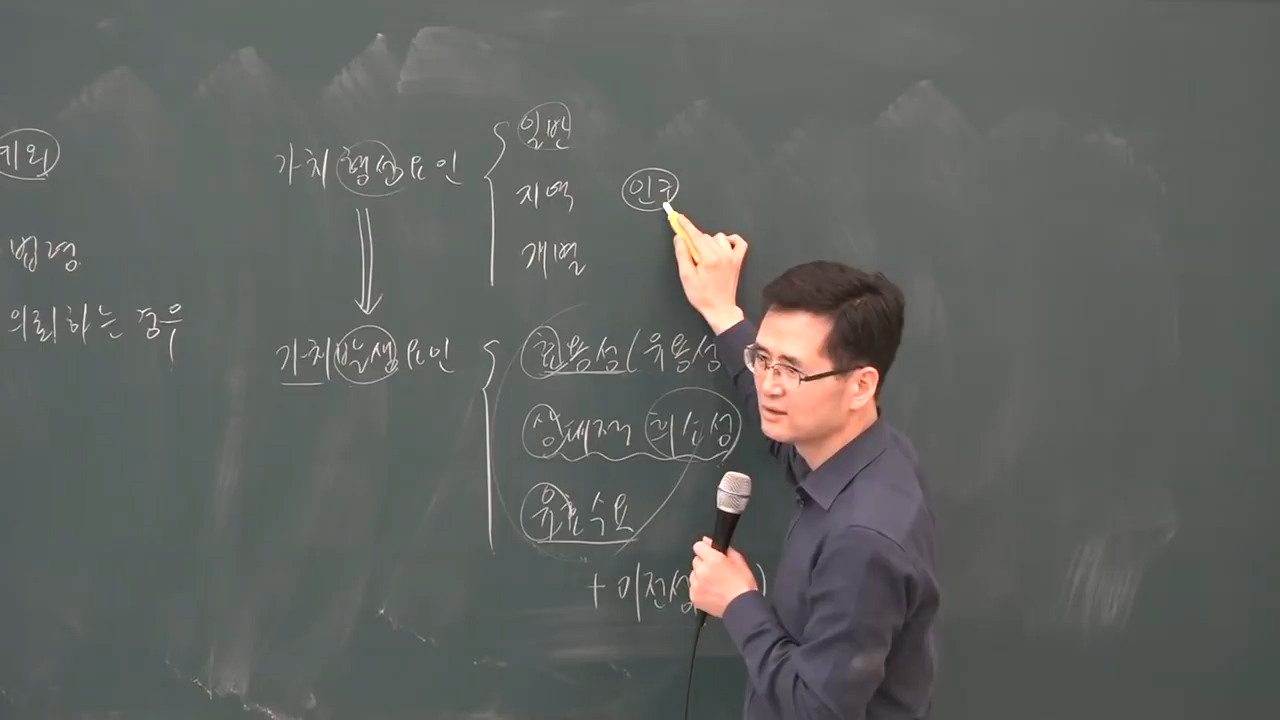 예외
법령
의뢰하는 경우
가치형성요인
일반
지역
개별
인구
가치발생요인
효용성(유용성
상대적 희소성
유효수요
+ 이전성